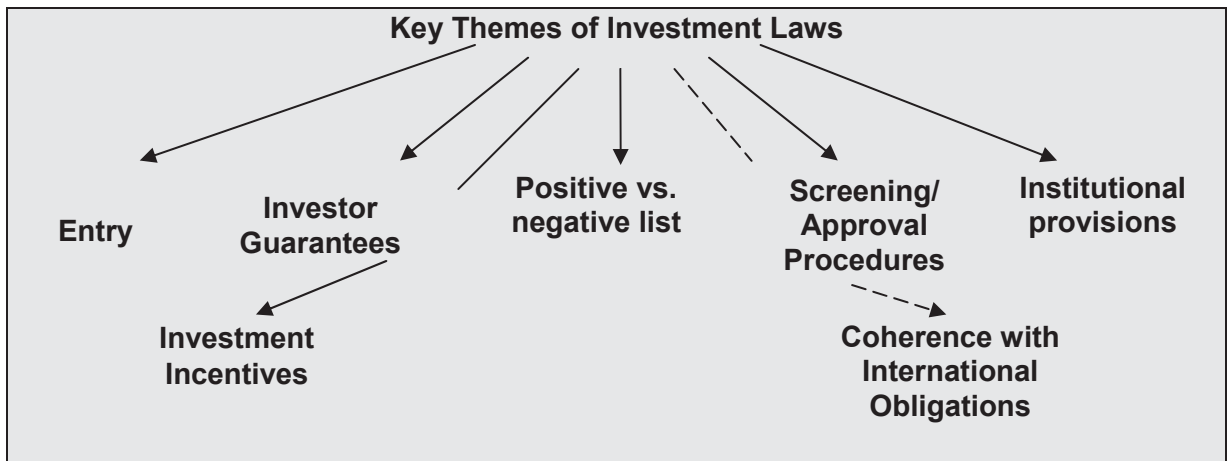 Key Themes of Investment Laws
Entry
Investor
Guarantees
Positive vs.
negative list
Screening/
Approval
Procedures
Institutional
provisions
Investment
Incentives
Coherence with
International
Obligations